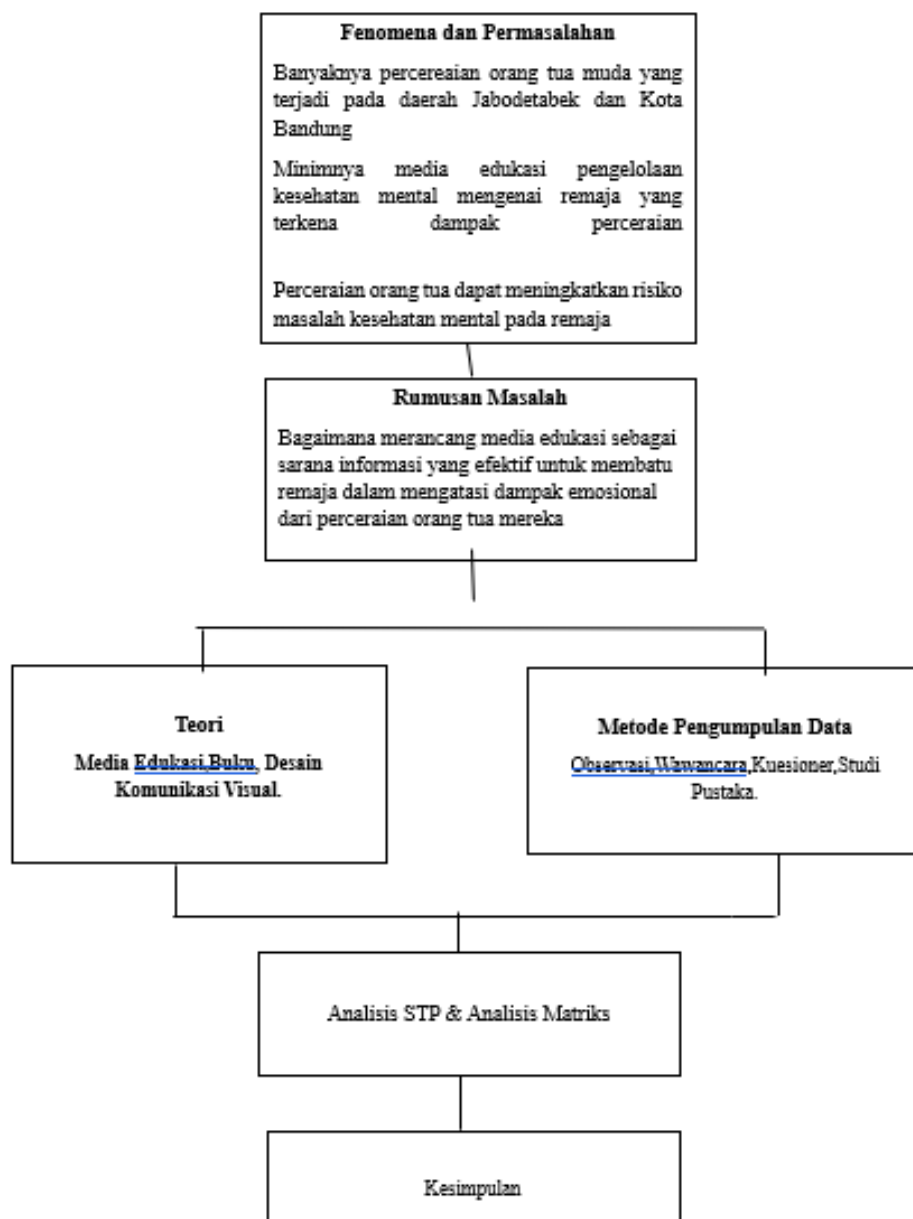 Fenomena dan Permasalahan
Banyaknya percereaian orang tua muda yang
terjadi pada daerah Jabodetabek dan Kota
Bandung
Minimnya media edukasi pengelolaan
kesehatan mental mengenai remaja yang
terkena dampak perceraian
Perceraian orang tua dapat meningkatkan risiko
masalah kesehatan mental pada remaja
Rumusan Masalah
Bagaimana merancang media edukasi sebagai
sarana informasi yang efektif untuk membatu
remaja dalam mengatasi dampak emosional
dari perceraian orang tua mereka
Teori
Media Edukasi,Buku, Desain
Komunikasi Visual.
Metode Pengumpulan Data
Observasi,Wawancara,Kuesioner,Studi
Pustaka.
Analisis STP & Analisis Matriks
Kesimpulan